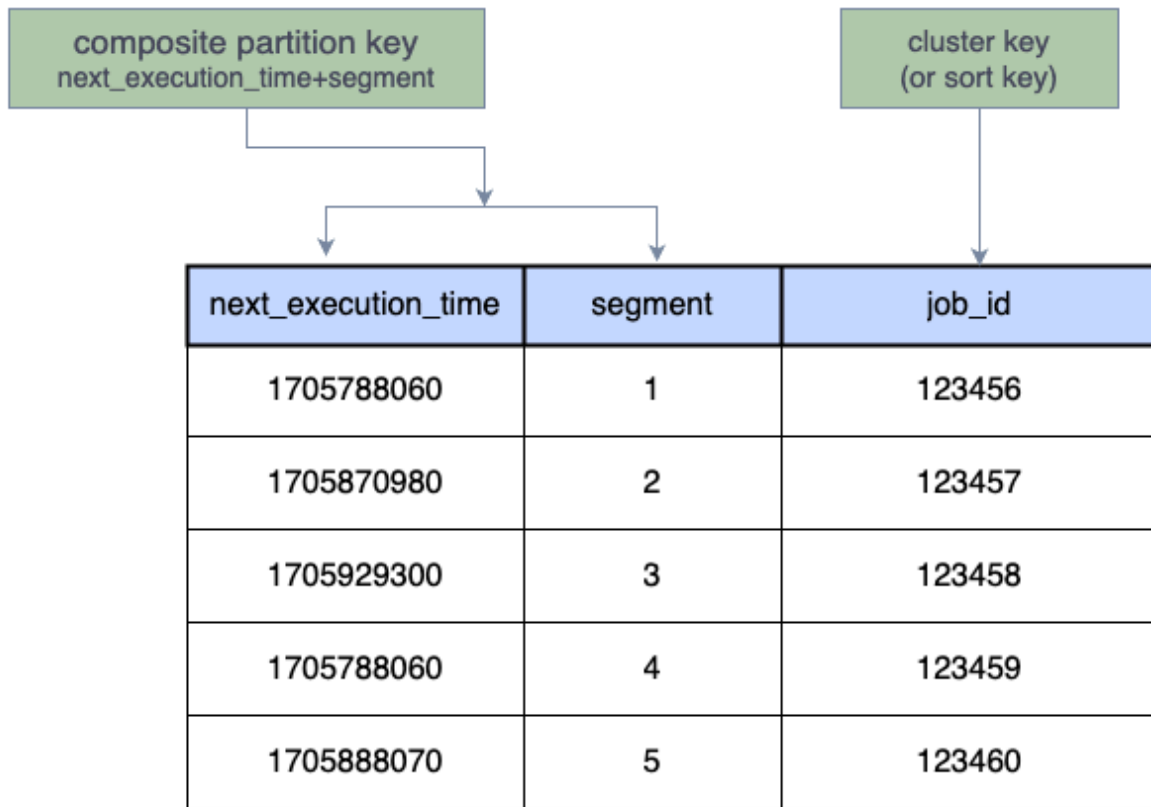 composite partition key
next_execution_time+segment
cluster key
(or sort key)
next_execution_time segment job_id
1705788060 1 123456
1705870980 2 123457
1705929300 3 123458
1705788060 4 123459
1705888070 5 123460